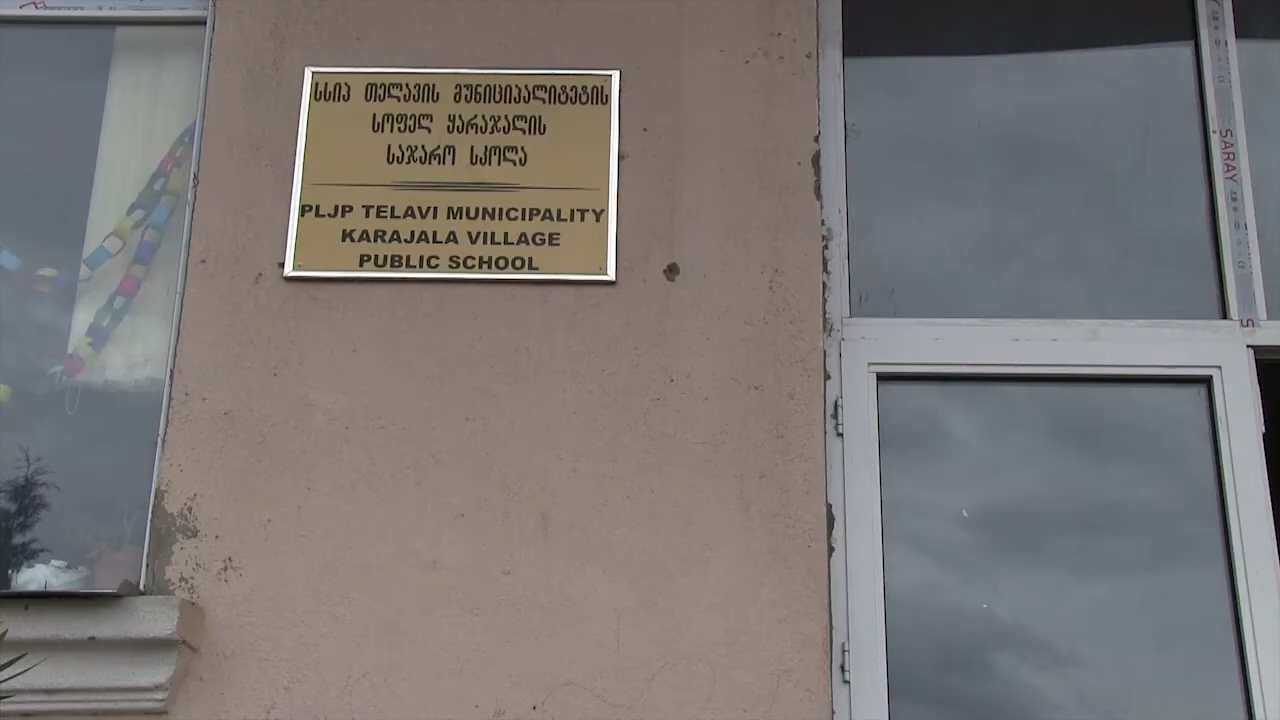 სსიპ თელავის მუნიციპალიტეტის
სოფელ ყარაჯალის
საჯარო სკოლა
PLJP TELAVI MUNICIPALITY
KARAJALA VILLAGE
PUBLIC SCHOOL
SARAY